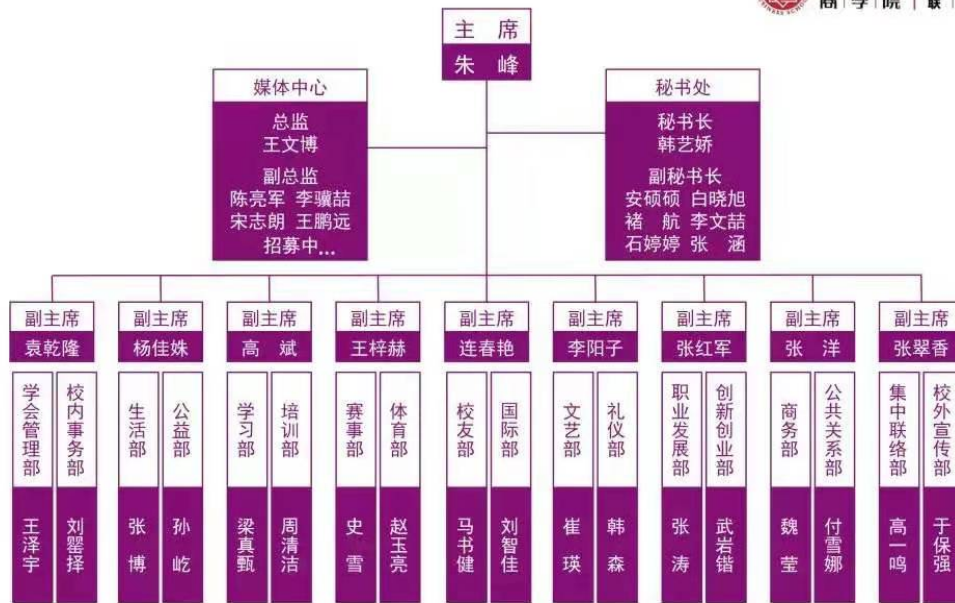 商学院 联
主 席
朱 峰
媒体中心
总监
王文博
副总监
陈亮军 李骥喆
宋志朗 王鹏远
招募中...
秘书处
秘书长
韩艺娇
副秘书长
安硕硕 白晓旭
褚 航 李文喆
石婷婷 张 涵
副主席
袁乾隆
副主席
杨佳姝
副主席
高 斌
副主席
王梓赫
副主席
连春艳
副主席
李阳子
副主席
张红军
副主席
张 洋
副主席
张翠香
学会管理部
王泽宇
校内事务部
刘罂择
生活部
张 博
公益部
孙 屹
学习部
梁真甄
培训部
周清洁
赛事部
史 雪
体育部
赵玉亮
校友部
马书健
国际部
刘智佳
文艺部
崔 瑛
礼仪部
韩 森
职业发展部
张 涛
创新创业部
武岩锴
商务部
魏 莹
公共关系部
付雪娜
集中联络部
高一鸣
校外宣传部
于保强